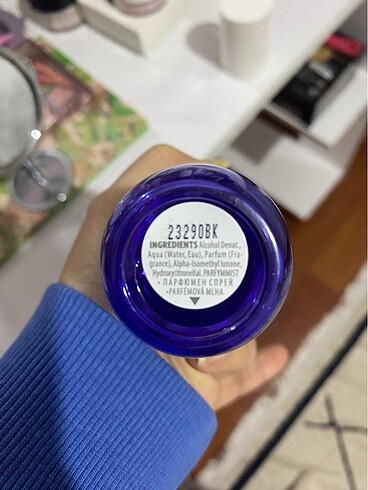 23290BK
INGREDIENTS Alcohol Denat.,
Aqua (Water, Eau), Parfum (Fra-
grance), Alpha-Isomethyl Ionone,
Hydroxycitronellal. PARFYMMIST
• ПАРФЮМЕН СПРЕЙ
•PARFÉMOVÁ MLHA